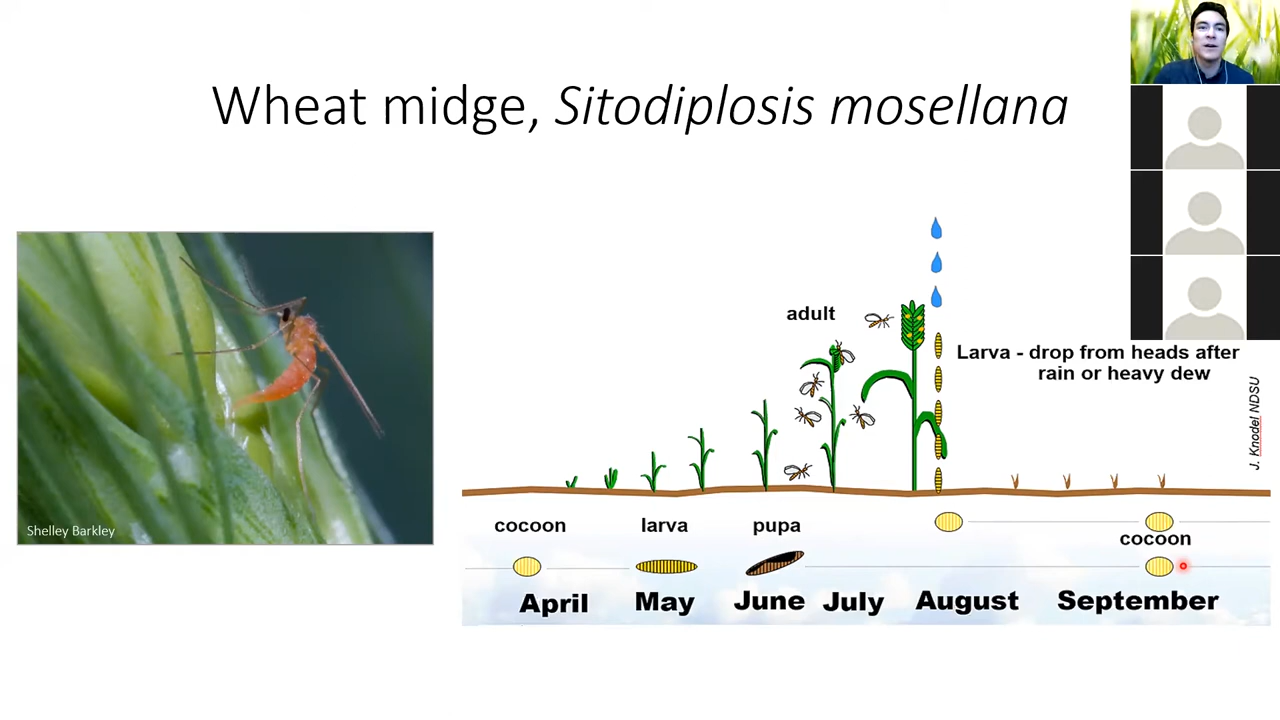 Wheat midge, Sitodiplosis mosellana
Shelley Barkley
adult
Larva - drop from heads after
rain or heavy dew
J. Knodel NDSU
cocoon larva pupa
cocoon
April May June July August September